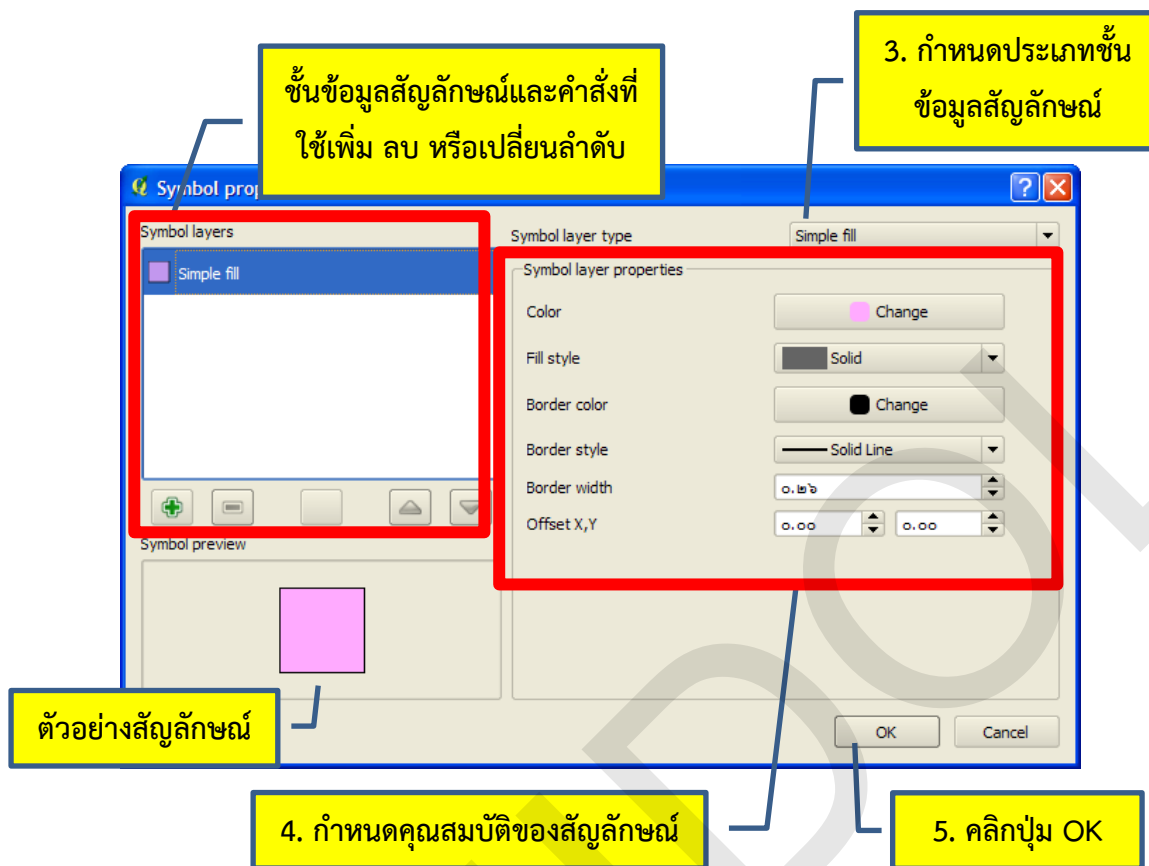 3. กำหนดประเภทชั้น
ข้อมูลสัญลักษณ์
ชั้นข้อมูลสัญลักษณ์และคำสั่งที่
ใช้เพิ่ม ลบ หรือเปลี่ยนลำดับ
Symbol prop
Symbol layers
Symbol layer type
Simple fill
Simple fill
Symbol layer properties
Color
Change
Fill style
Solid
Border color
Change
Border style
Solid Line
Border width
๐.๒๖
Offset X,Y
๐.๐๐
๐.๐๐
Symbol preview
ตัวอย่างสัญลักษณ์
OK
Cancel
4. กำหนดคุณสมบัติของสัญลักษณ์
5. คลิกปุ่ม OK